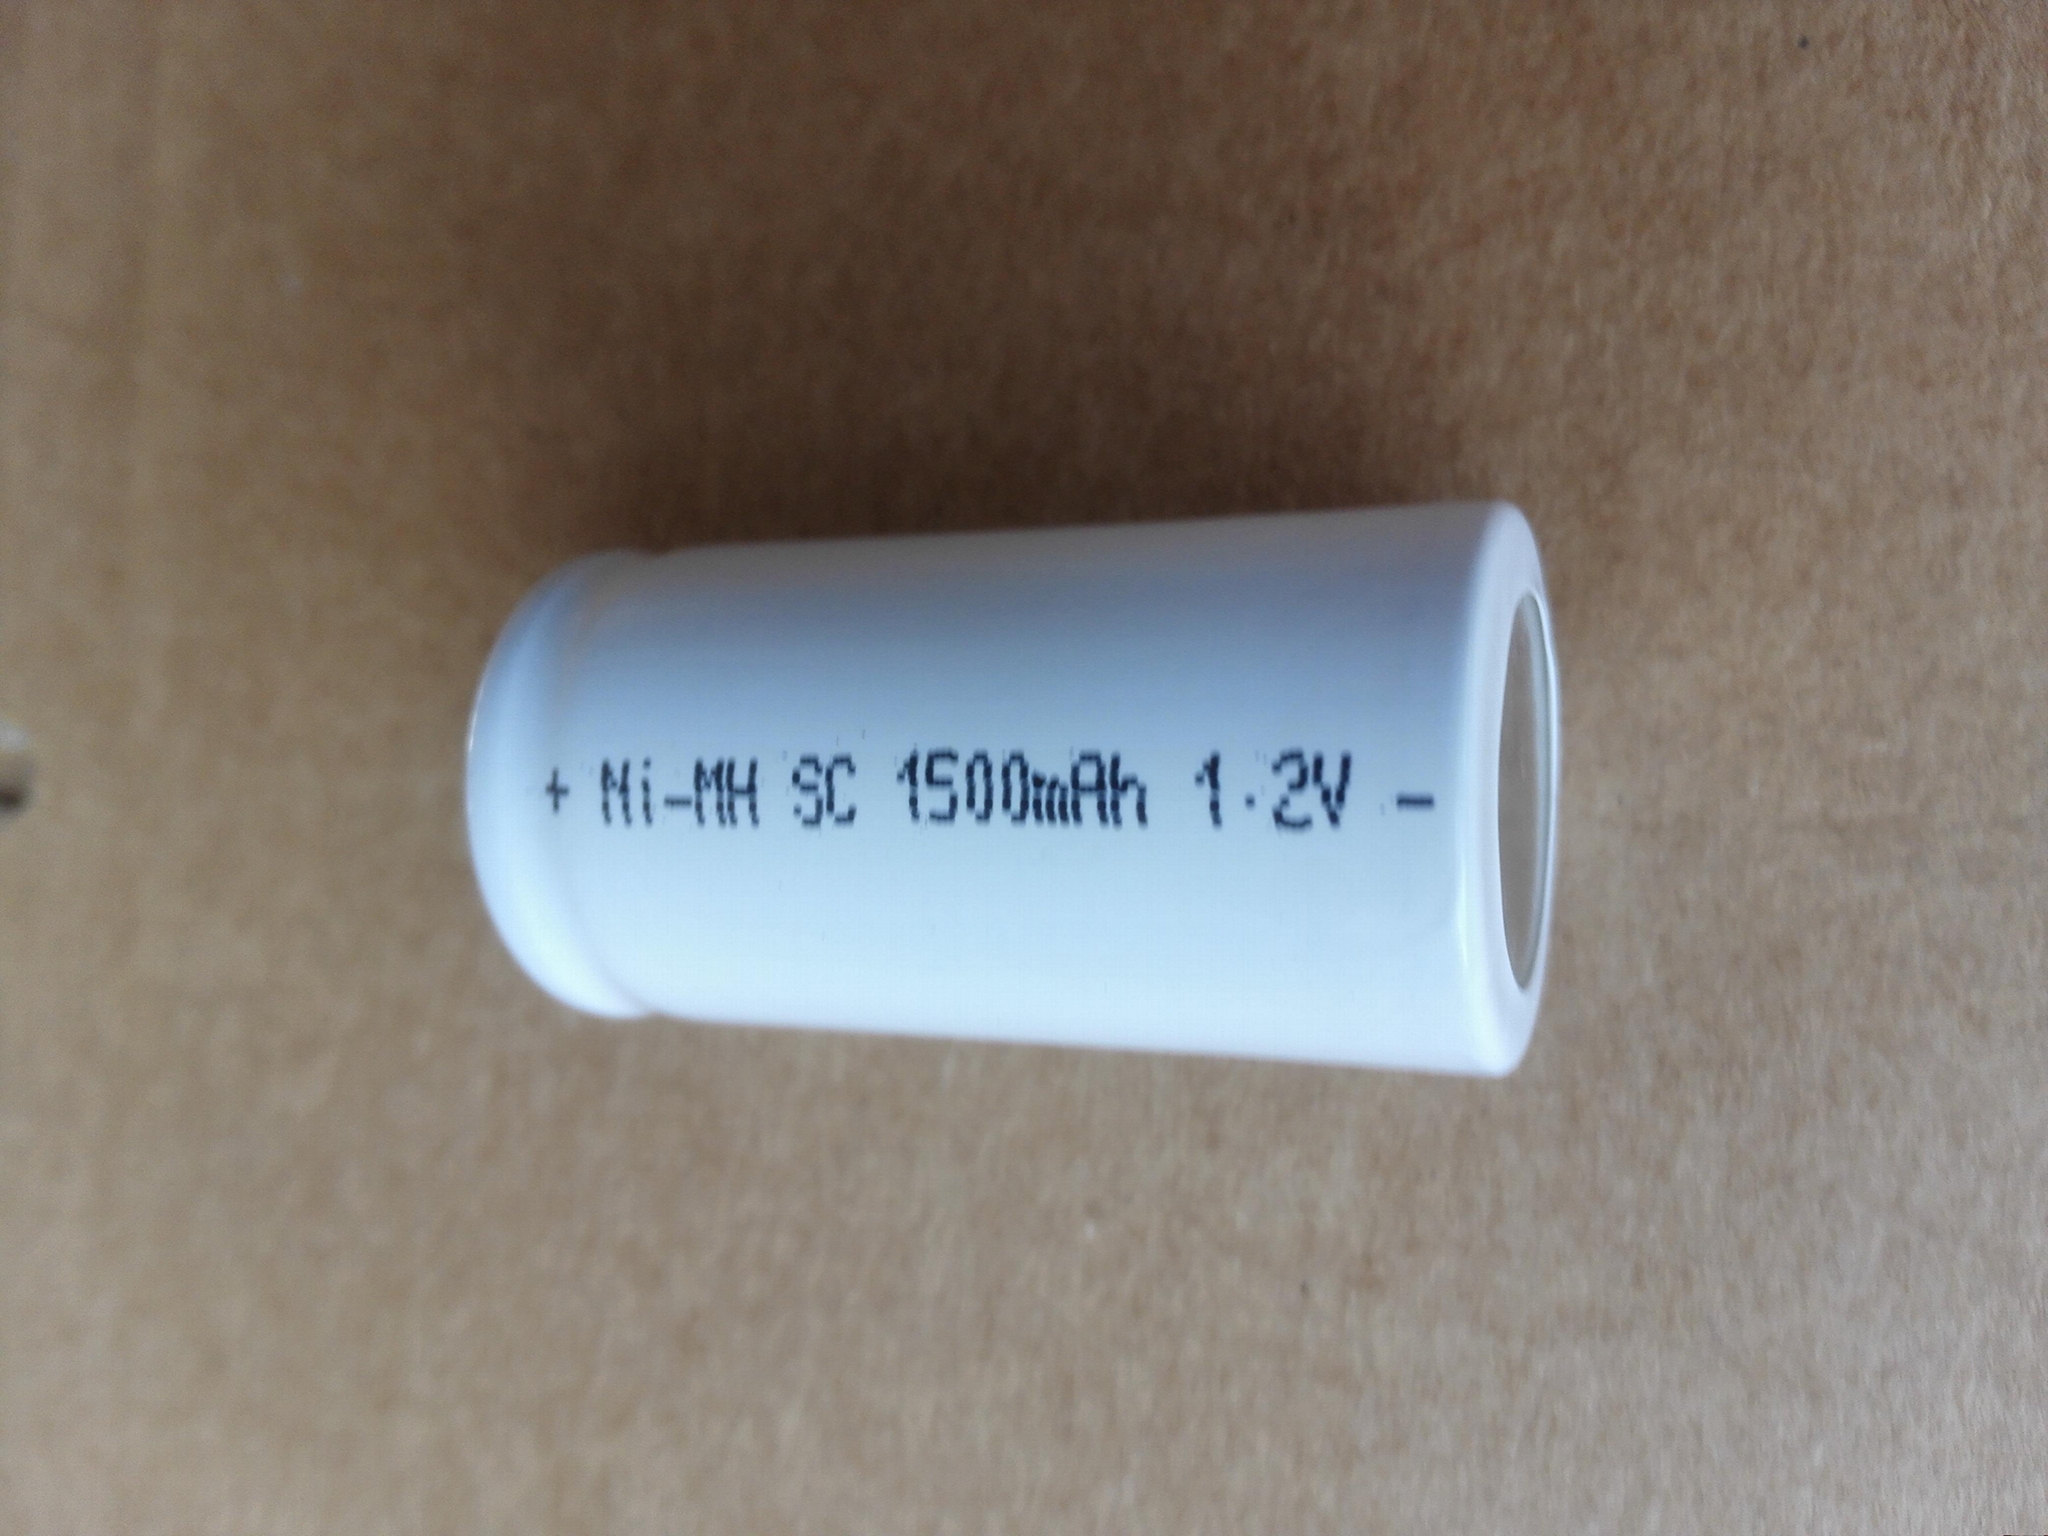 + Ni-MH SC 1500mAh 1.2V -